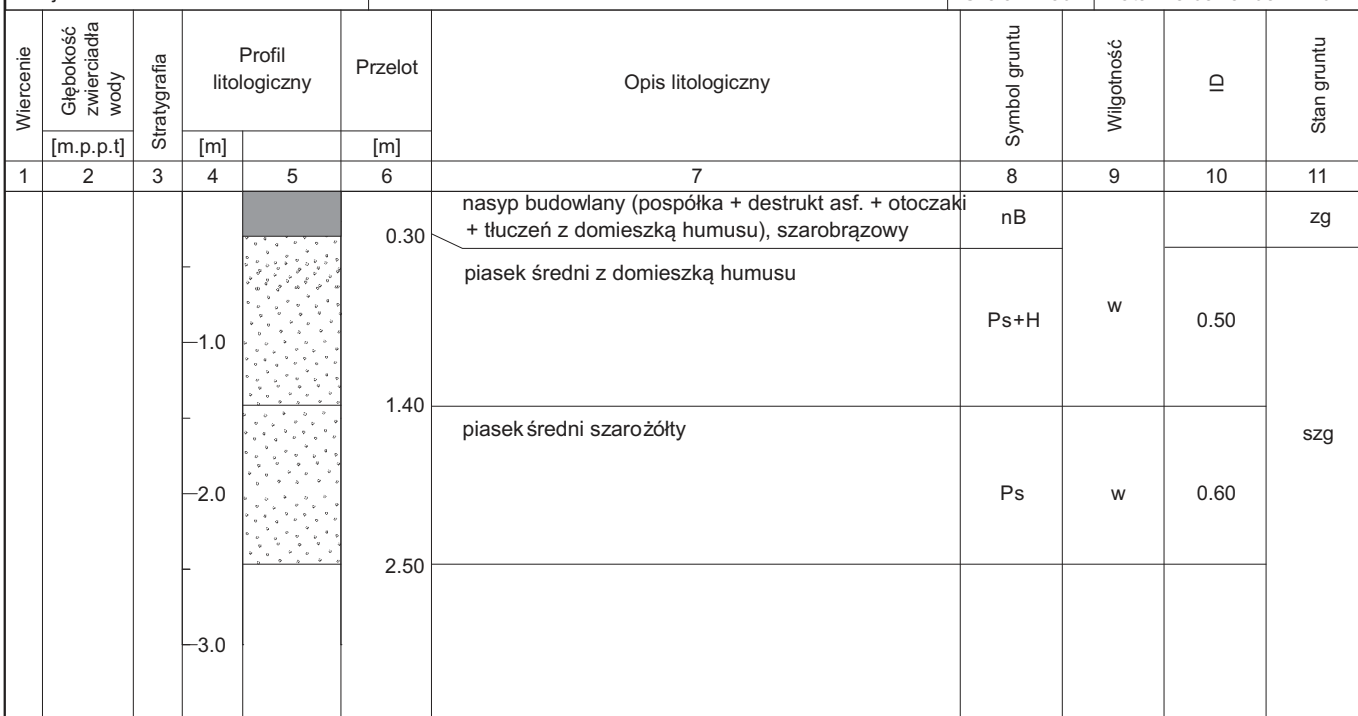 Wiercenie
Głębokość
zwierciadła
wody
[m.p.p.t]
Stratygrafia
Profil
litologiczny
[m]
Przelot
[m]
Opis litologiczny
Symbol gruntu
Wilgotność
ID
Stan gruntu
1 2 3 4 5 6 7 8 9 10 11
nasyp budowlany (pospółka + destrukt asf. + otoczaki
+ tłuczeń z domieszką humusu), szarobrązowy
nB
zg
0.30
piasek średni z domieszką humusu
Ps+H
w
0.50
1.0
1.40
piasek średni szarożółty
szg
2.0
Ps
w
0.60
2.50
3.0